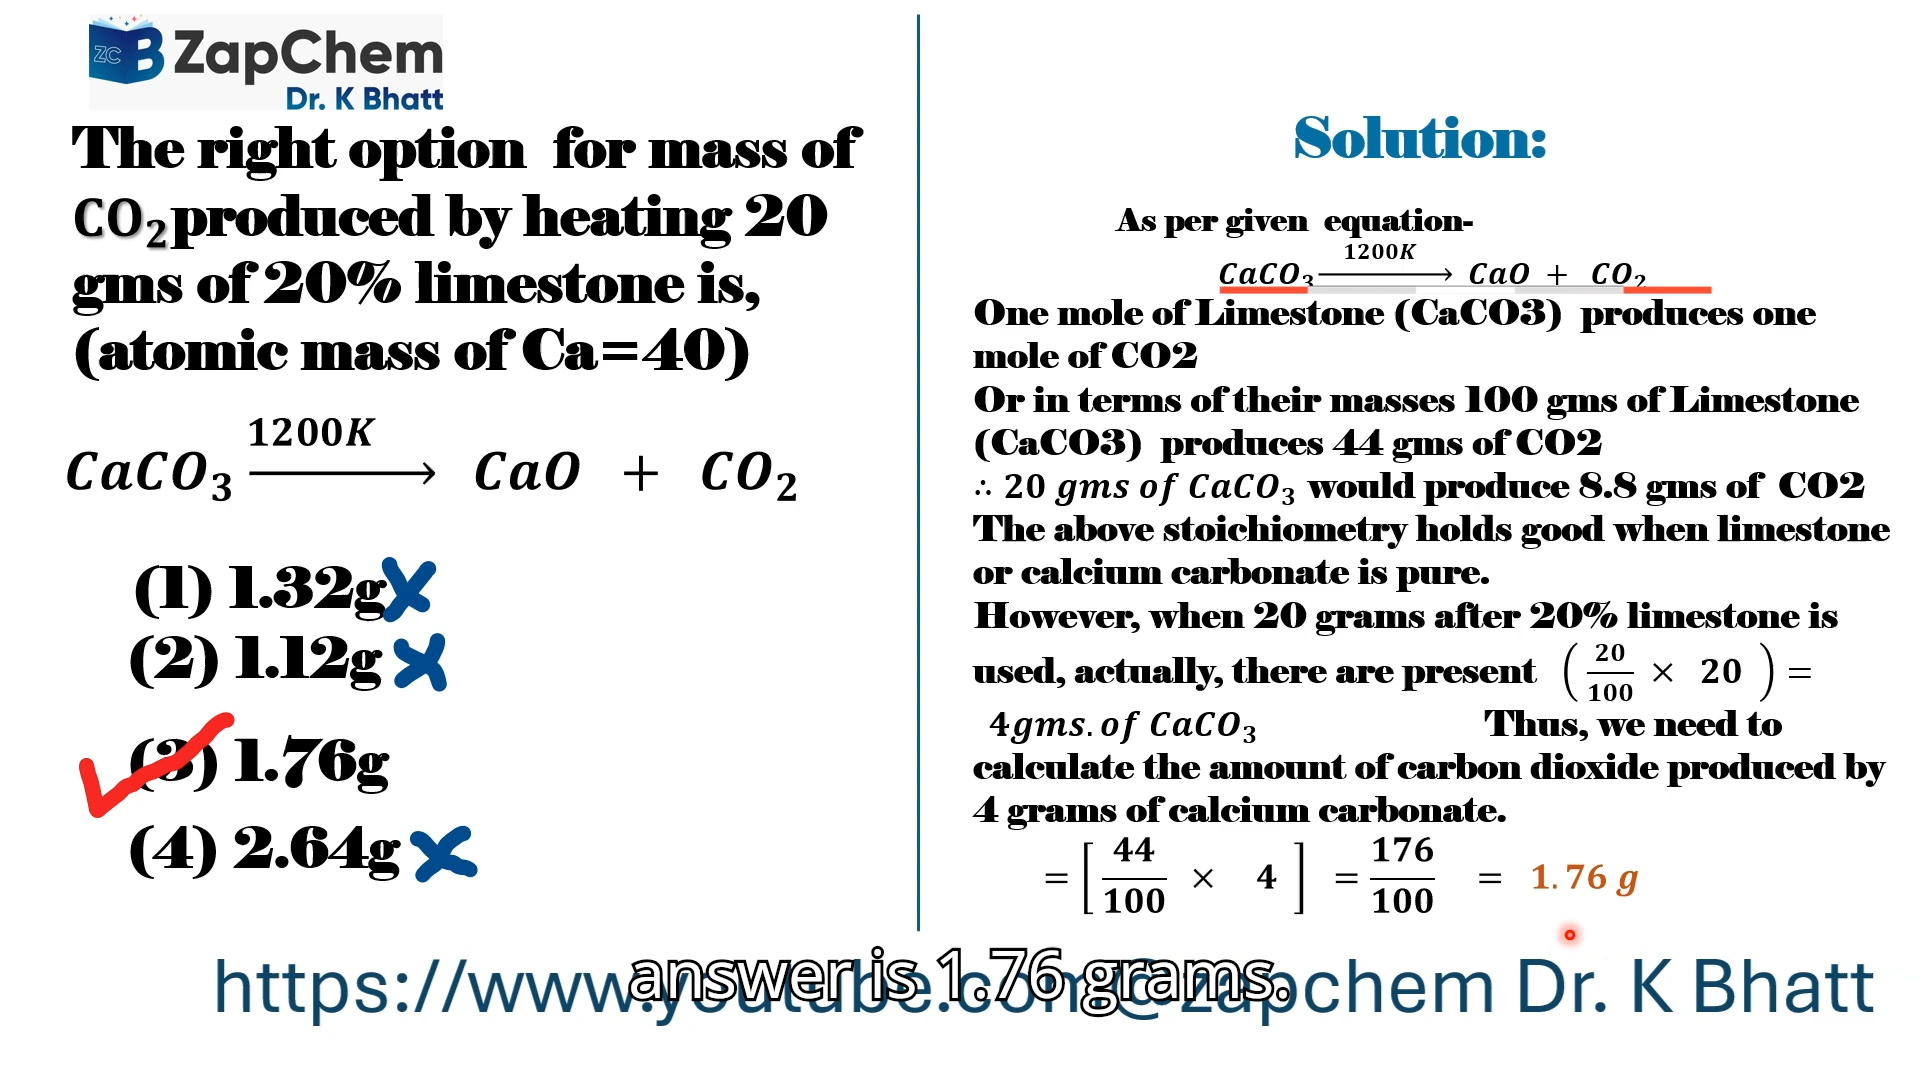 ZC B ZapChem
Dr. K Bhatt
The right option for mass of
CO₂ produced by heating 20
gms of 20% limestone is,
(atomic mass of Ca=40)
1200K
CaCO₃ ⟶ CaO + CO₂
(1) 1.32g
(2) 1.12g
(3) 1.76g
(4) 2.64g
Solution:
As per given equation-
1200K
CaCO₃ ⟶ CaO + CO₂
One mole of Limestone (CaCO3) produces one
mole of CO2
Or in terms of their masses 100 gms of Limestone
(CaCO3) produces 44 gms of CO2
∴ 20 gms of CaCO₃ would produce 8.8 gms of CO2
The above stoichiometry holds good when limestone
or calcium carbonate is pure.
However, when 20 grams after 20% limestone is
used, actually, there are present (20/100 × 20) =
4gms. of CaCO₃ Thus, we need to
calculate the amount of carbon dioxide produced by
4 grams of calcium carbonate.
= [44/100 × 4] = 176/100 = 1.76 g
https://www.youtube.com@zapchem Dr. K Bhatt
answer is 1.76 grams.